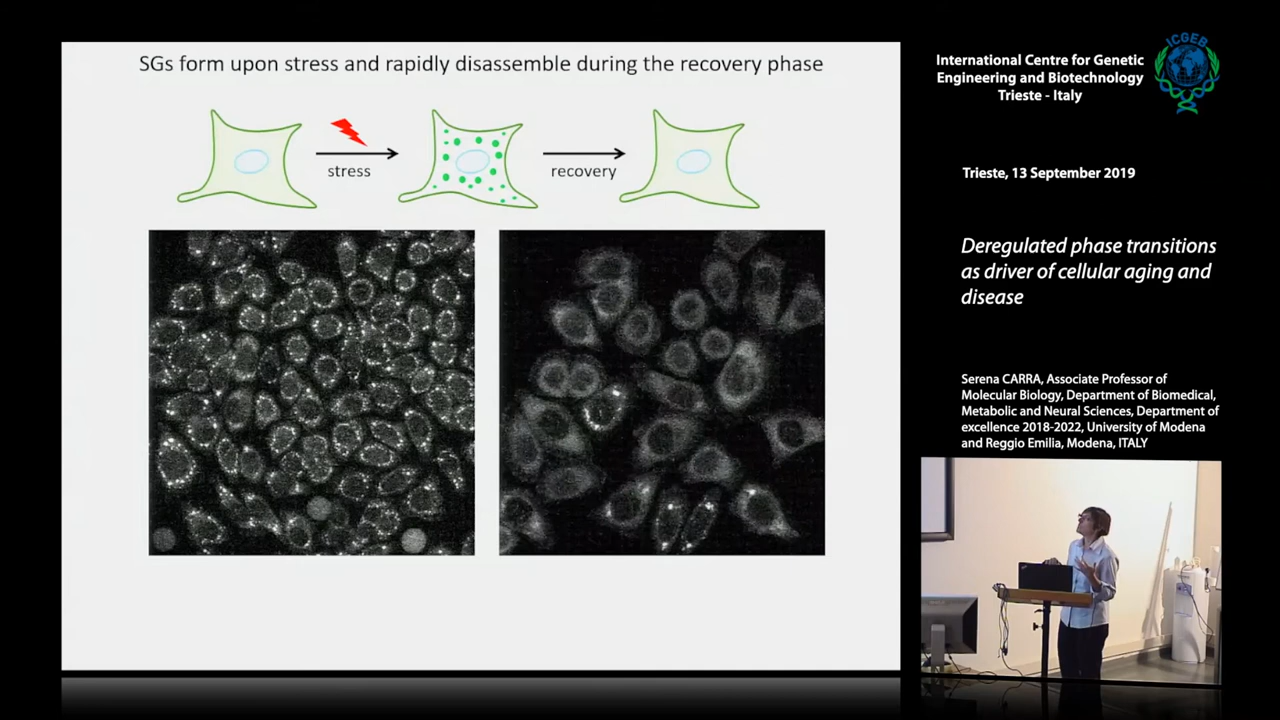 SGs form upon stress and rapidly disassemble during the recovery phase
stress
recovery
International Centre for Genetic
Engineering and Biotechnology
Trieste - Italy
ICGEB
Trieste, 13 September 2019
Deregulated phase transitions
as driver of cellular aging and
disease
Serena CARRA, Associate Professor of
Molecular Biology, Department of Biomedical,
Metabolic and Neural Sciences, Department of
excellence 2018-2022, University of Modena
and Reggio Emilia, Modena, ITALY